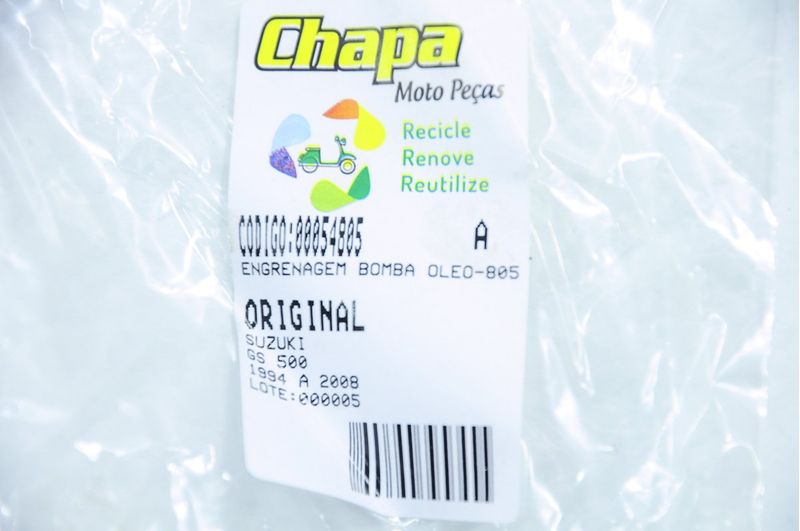 Chapa
Moto Peças
Recicle
Renove
Reutilize
CODIGO:00054805 A
ENGRENAGEM BOMBA OLEO-805
ORIGINAL
SUZUKI
GS 500
1994 A 2008
LOTE:000005